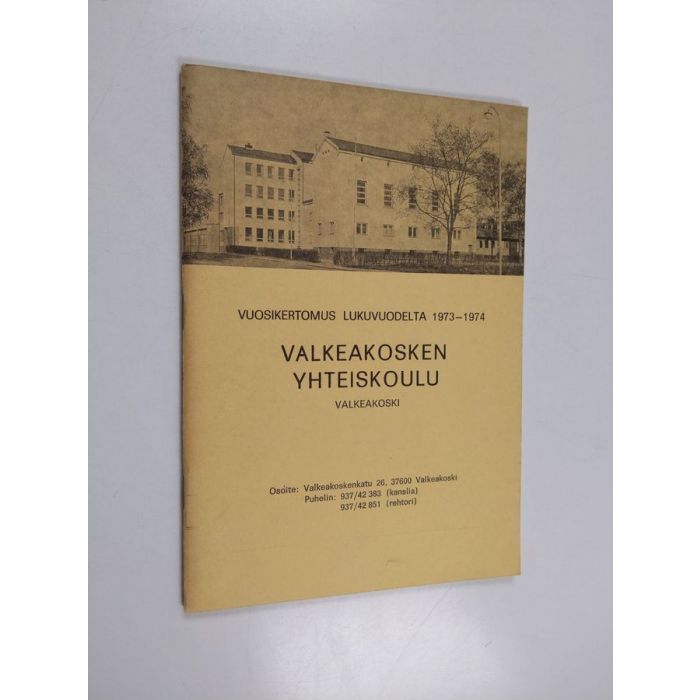 VUOSIKERTOMUS LUKUVUODELTA 1973–1974
VALKEAKOSKEN
YHTEISKOULU
VALKEAKOSKI
Osoite: Valkeakoskenkatu 26, 37600 Valkeakoski
Puhelin: 937/42 383 (kanslia)
937/42 851 (rehtori)